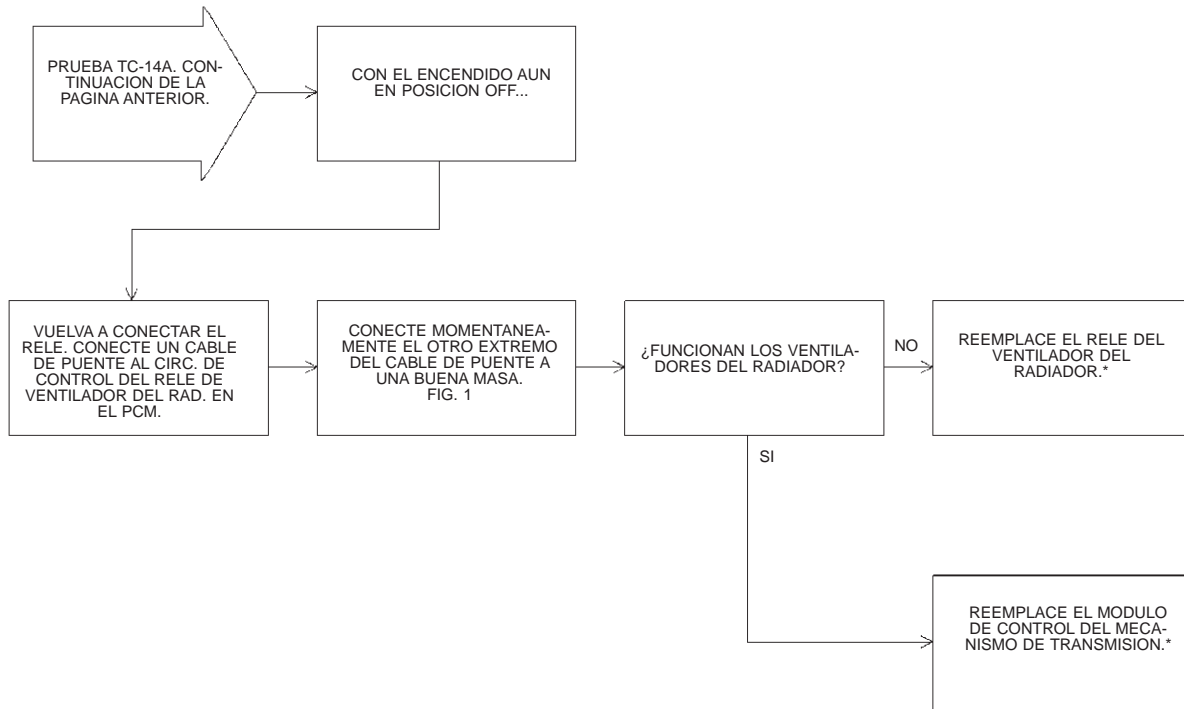 PRUEBA TC-14A. CON-
TINUACION DE LA
PAGINA ANTERIOR.
CON EL ENCENDIDO AUN
EN POSICION OFF...
VUELVA A CONECTAR EL
RELE. CONECTE UN CABLE
DE PUENTE AL CIRC. DE
CONTROL DEL RELE DE
VENTILADOR DEL RAD. EN
EL PCM.
CONECTE MOMENTANEA-
MENTE EL OTRO EXTREMO
DEL CABLE DE PUENTE A
UNA BUENA MASA.
FIG. 1
¿FUNCIONAN LOS VENTILA-
DORES DEL RADIADOR?
NO
REEMPLACE EL RELE DEL
VENTILADOR DEL
RADIADOR.*
SI
REEMPLACE EL MODULO
DE CONTROL DEL MECA-
NISMO DE TRANSMISION.*